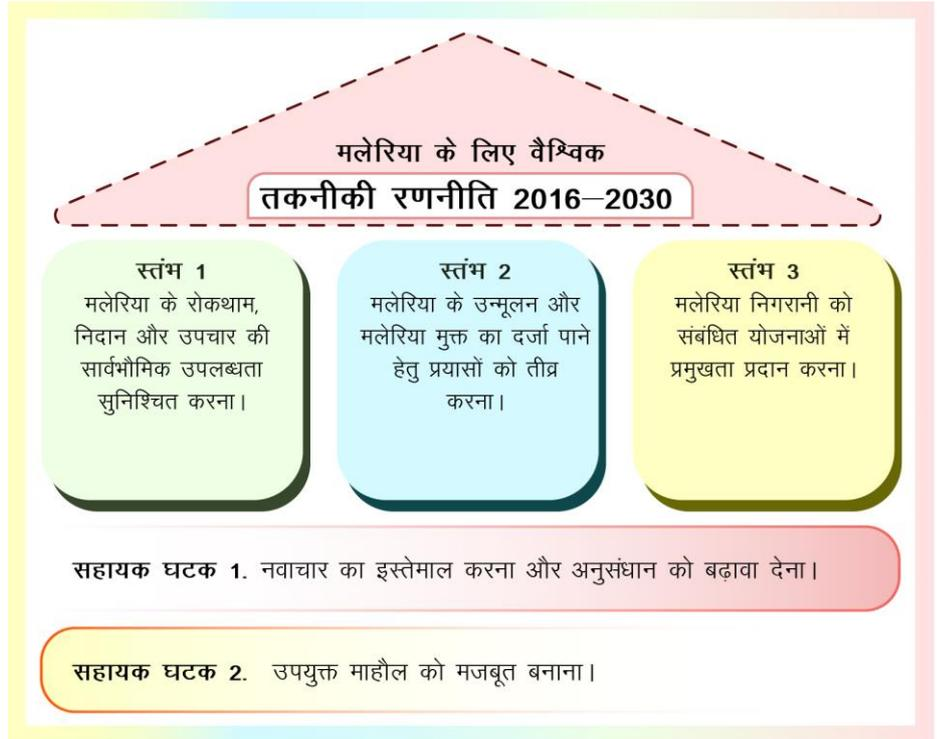 मलेरिया के लिए वैश्विक
तकनीकी रणनीति 2016–2030
स्तंभ 1
मलेरिया के रोकथाम,
निदान और उपचार की
सार्वभौमिक उपलब्धता
सुनिश्चित करना।
स्तंभ 2
मलेरिया के उन्मूलन और
मलेरिया मुक्त का दर्जा पाने
हेतु प्रयासों को तीव्र
करना।
स्तंभ 3
मलेरिया निगरानी को
संबंधित योजनाओं में
प्रमुखता प्रदान करना।
सहायक घटक 1. नवाचार का इस्तेमाल करना और अनुसंधान को बढ़ावा देना।
सहायक घटक 2. उपयुक्त माहौल को मजबूत बनाना।